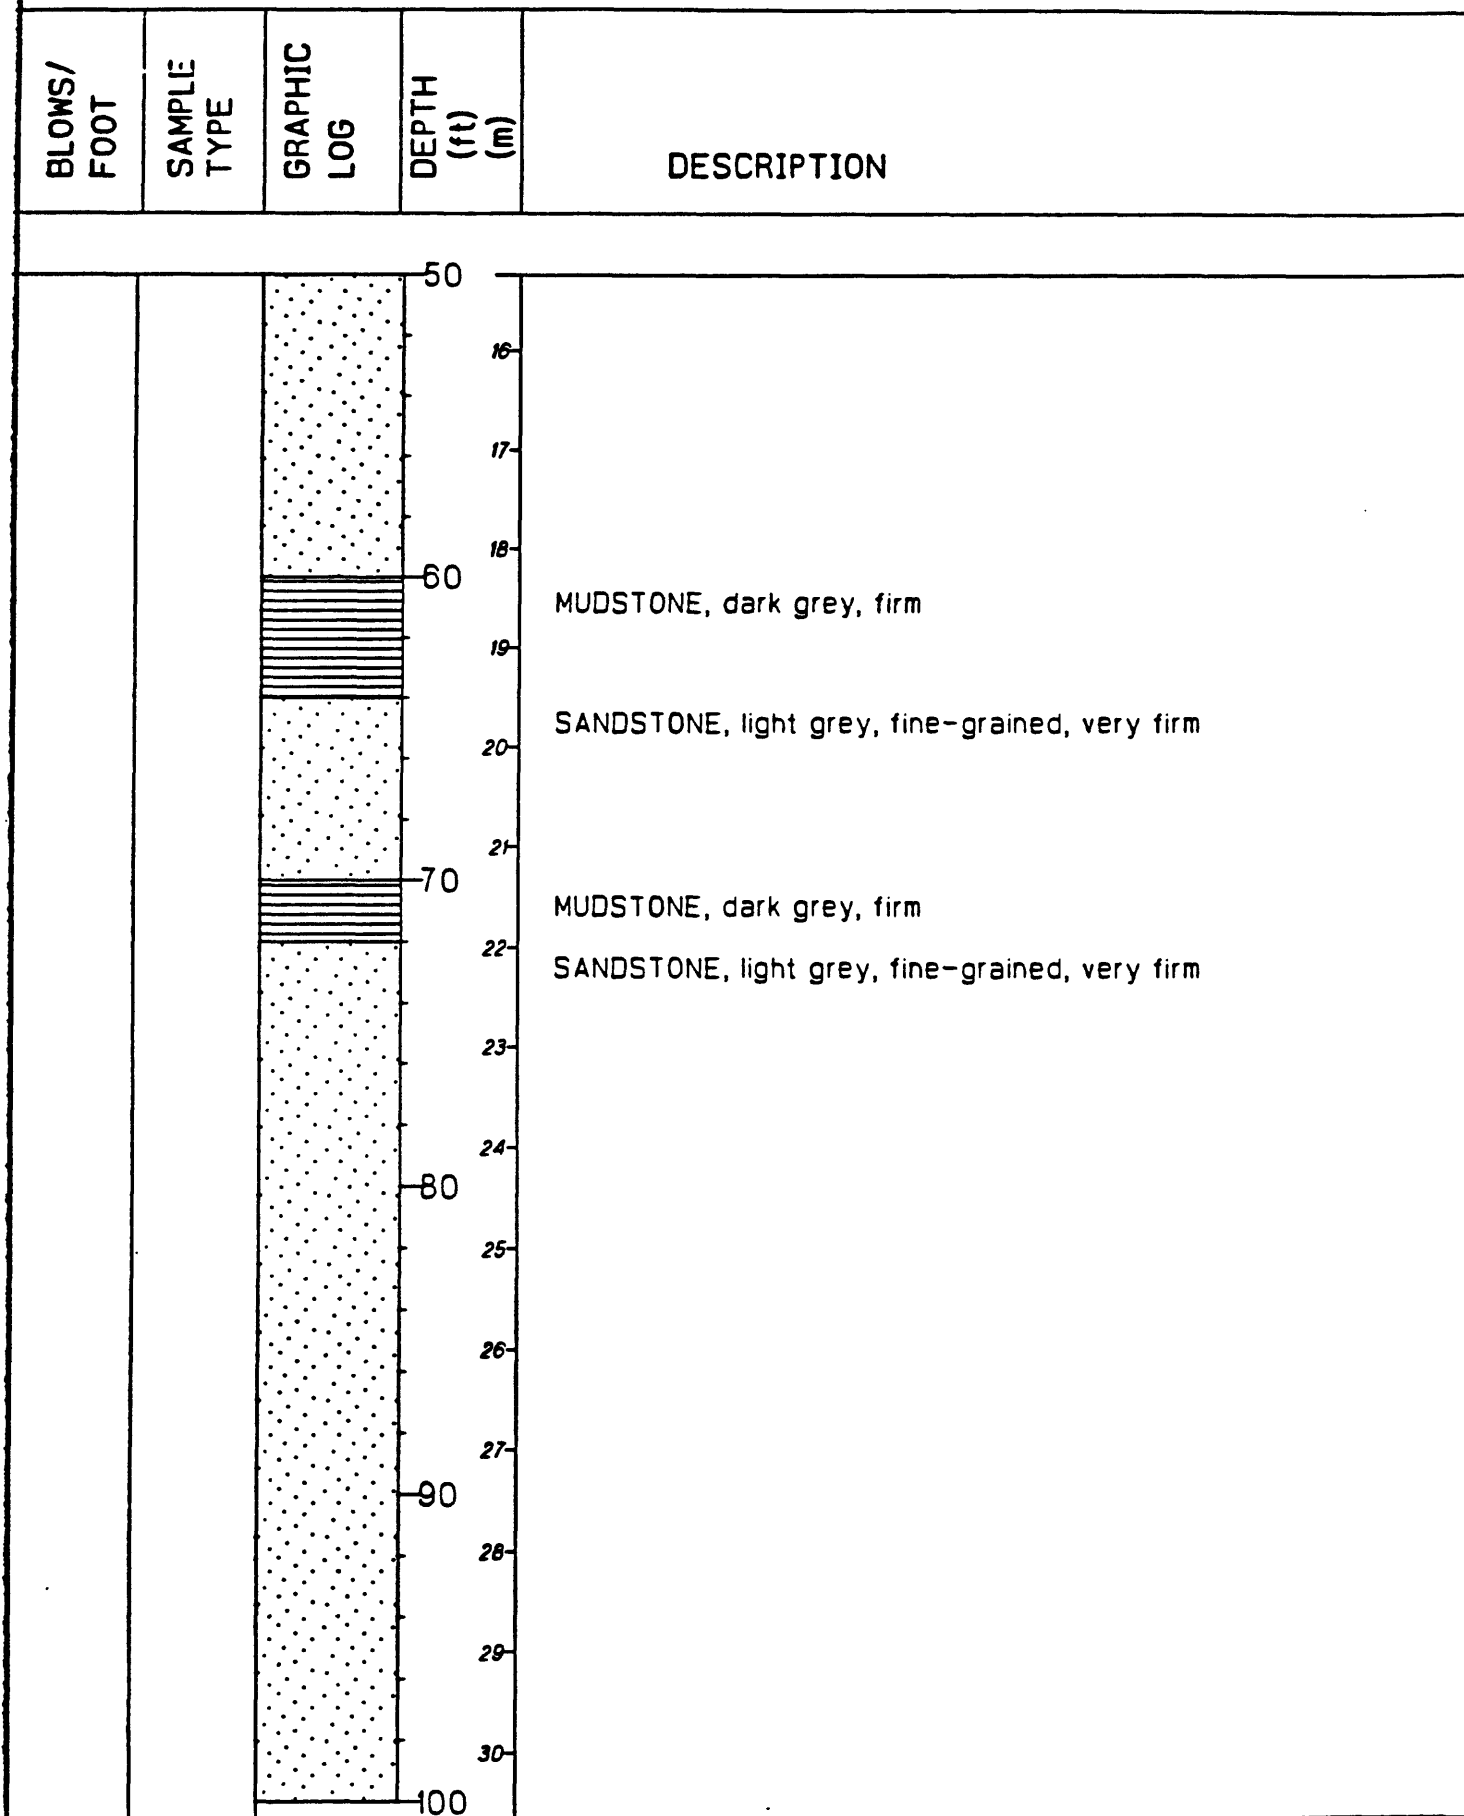 BLOWS/
FOOT
SAMPLE
TYPE
GRAPHIC
LOG
DEPTH
(ft)
(m)
DESCRIPTION
50
16
17
18
60
MUDSTONE, dark grey, firm
19
SANDSTONE, light grey, fine-grained, very firm
20
21
70
MUDSTONE, dark grey, firm
22
SANDSTONE, light grey, fine-grained, very firm
23
24
80
25
26
27
90
28
29
30
100